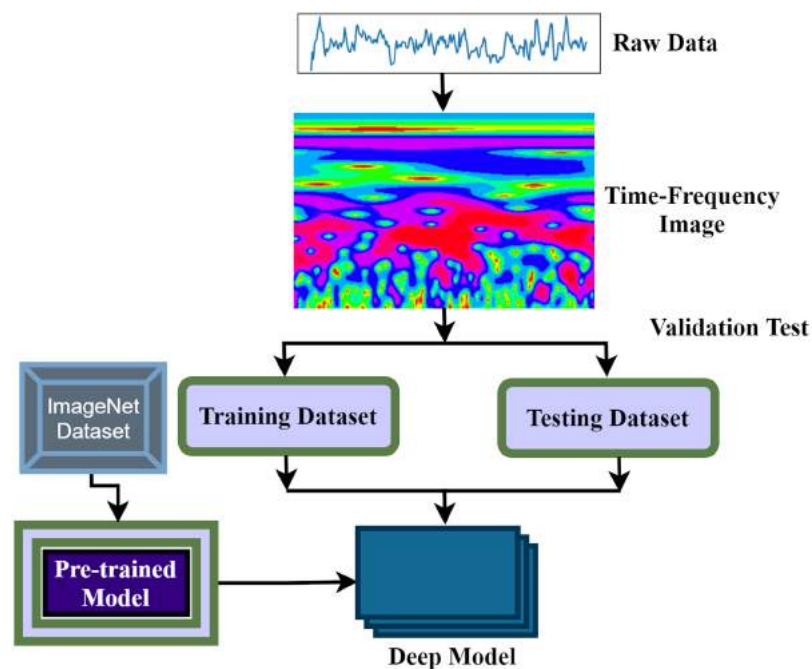 Raw Data
Time-Frequency
Image
Validation Test
ImageNet
Dataset
Training Dataset
Testing Dataset
Pre-trained
Model
Deep Model